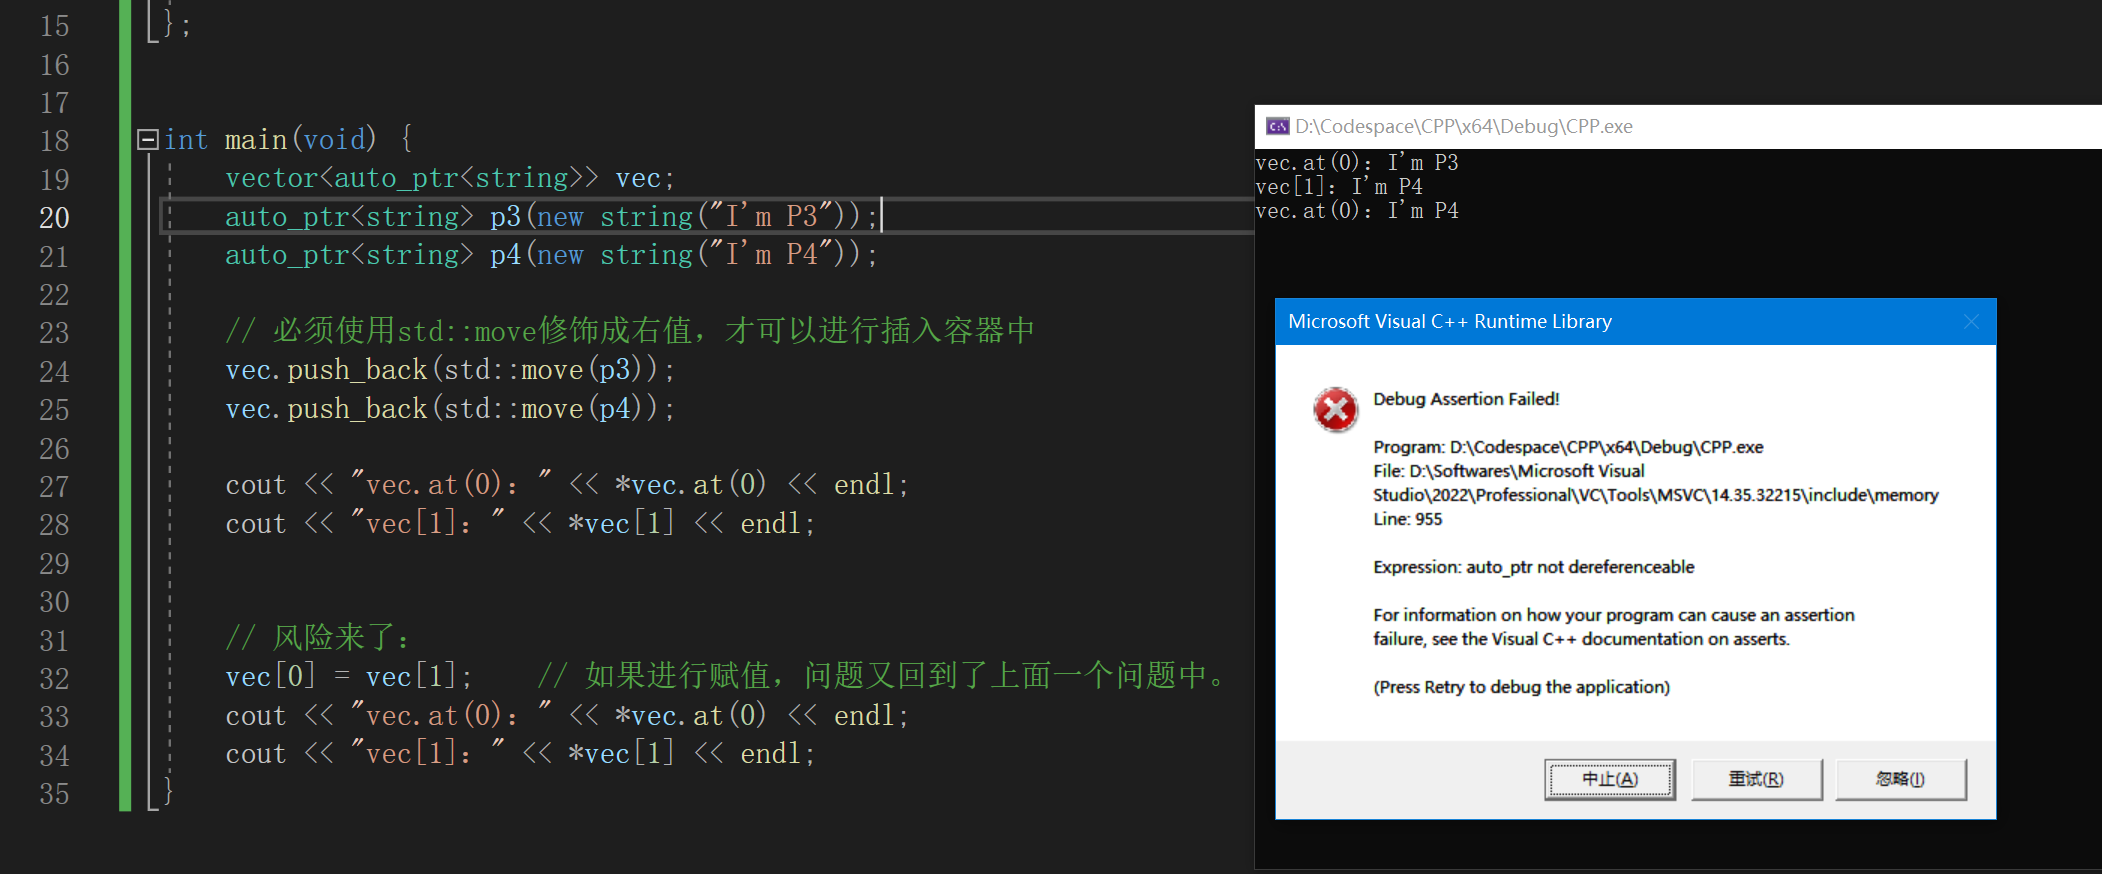 15 };
16
17
18 int main(void) {
19 vector<auto_ptr<string>> vec;
20 auto_ptr<string> p3(new string("I'm P3"));
21 auto_ptr<string> p4(new string("I'm P4"));
22
23 // 必须使用std::move修饰成右值，才可以进行插入容器中
24 vec.push_back(std::move(p3));
25 vec.push_back(std::move(p4));
26
27 cout << "vec.at(0)：" << *vec.at(0) << endl;
28 cout << "vec[1]：" << *vec[1] << endl;
29
30
31 // 风险来了：
32 vec[0] = vec[1]; // 如果进行赋值，问题又回到了上面一个问题中。
33 cout << "vec.at(0)：" << *vec.at(0) << endl;
34 cout << "vec[1]：" << *vec[1] << endl;
35 }
D:\Codespace\CPP\x64\Debug\CPP.exe
vec.at(0)：I'm P3
vec[1]：I'm P4
vec.at(0)：I'm P4
Microsoft Visual C++ Runtime Library
Debug Assertion Failed!
Program: D:\Codespace\CPP\x64\Debug\CPP.exe
File: D:\Softwares\Microsoft Visual
Studio\2022\Professional\VC\Tools\MSVC\14.35.32215\include\memory
Line: 955
Expression: auto_ptr not dereferenceable
For information on how your program can cause an assertion
failure, see the Visual C++ documentation on asserts.
(Press Retry to debug the application)
中止(A) 重试(R) 忽略(I)